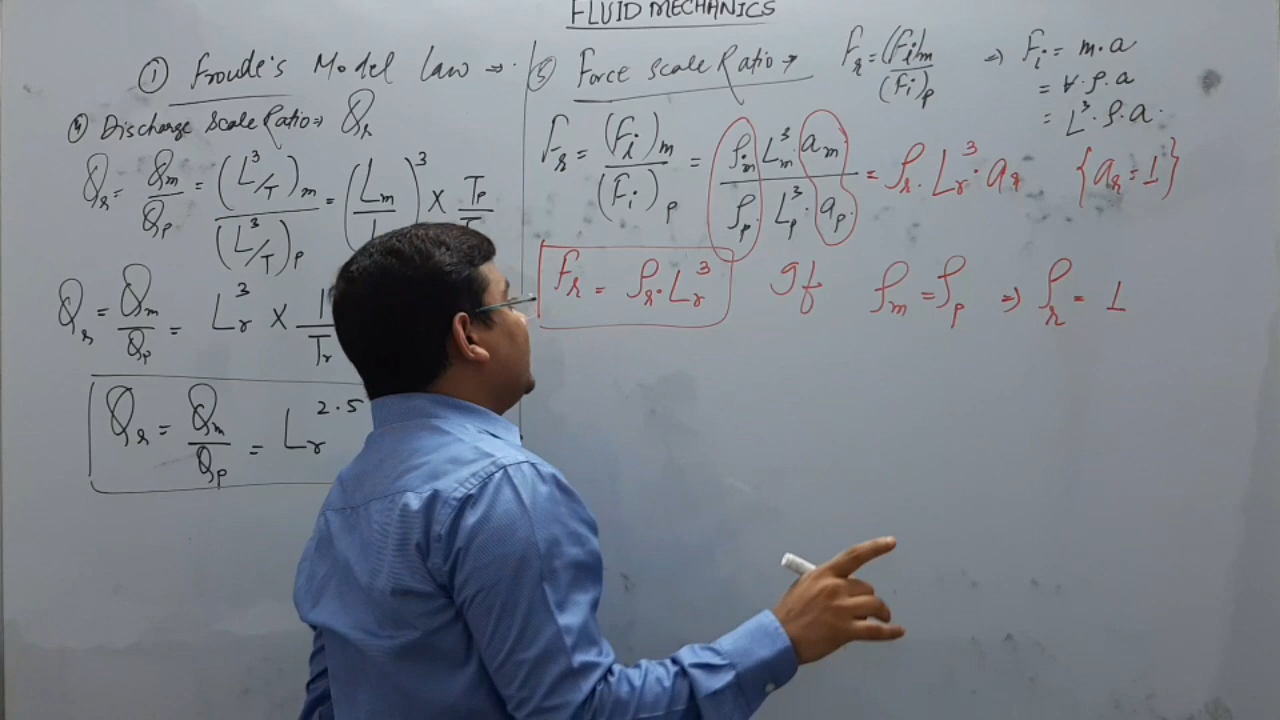 FLUID MECHANICS
① Froude's Model Law →
④ Discharge Scale Ratio → Qr
Qr = Qm/Qp = (L³/T)m / (L³/T)p = (Lm/L)³ × Tp/
Qr = Qm/Qp = Lr³ × 1/Tr
Qr = Qm/Qp = Lr^2.5
⑤ Force Scale Ratio → Fr = (Fi)m/(Fi)p ⇒ Fi = m·a
= ∀·ρ·a
= L³·ρ·a·
Fr = (Fi)m/(Fi)p = ρm·Lm³·am / ρp·Lp³·ap· = ρr·Lr³·ar {ar = 1}
Fr = ρr·Lr³ If ρm = ρp ⇒ ρr = 1